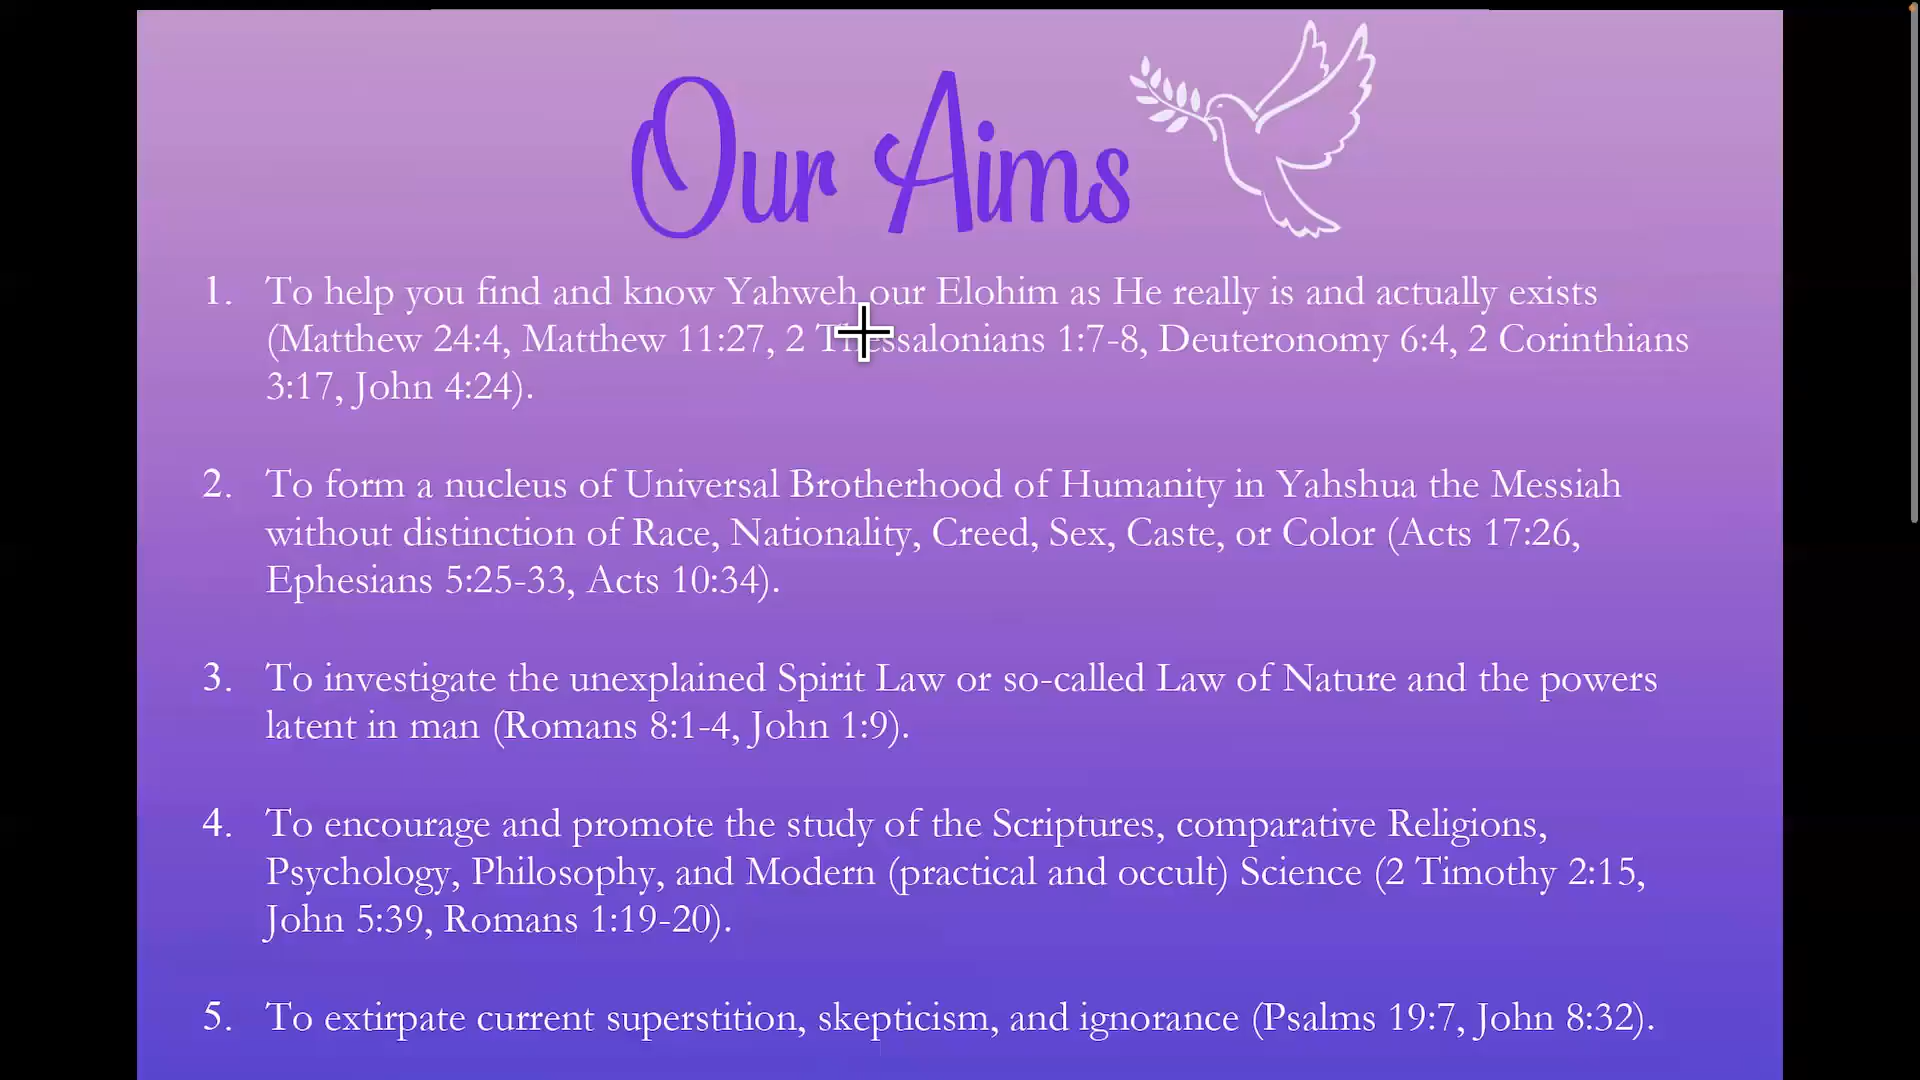 Our Aims
1. To help you find and know Yahweh our Elohim as He really is and actually exists
(Matthew 24:4, Matthew 11:27, 2 Thessalonians 1:7-8, Deuteronomy 6:4, 2 Corinthians
3:17, John 4:24).
2. To form a nucleus of Universal Brotherhood of Humanity in Yahshua the Messiah
without distinction of Race, Nationality, Creed, Sex, Caste, or Color (Acts 17:26,
Ephesians 5:25-33, Acts 10:34).
3. To investigate the unexplained Spirit Law or so-called Law of Nature and the powers
latent in man (Romans 8:1-4, John 1:9).
4. To encourage and promote the study of the Scriptures, comparative Religions,
Psychology, Philosophy, and Modern (practical and occult) Science (2 Timothy 2:15,
John 5:39, Romans 1:19-20).
5. To extirpate current superstition, skepticism, and ignorance (Psalms 19:7, John 8:32).